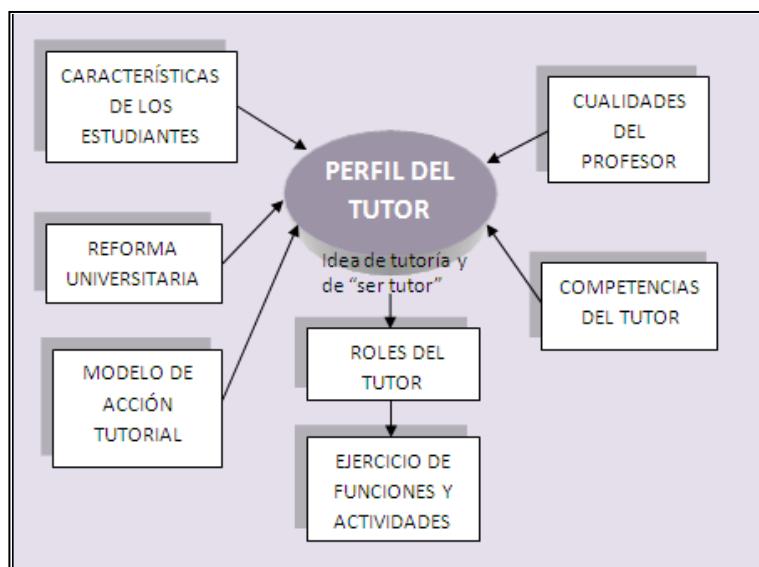 CARACTERÍSTICAS
DE LOS
ESTUDIANTES
CUALIDADES
DEL
PROFESOR
PERFIL DEL
TUTOR
REFORMA
UNIVERSITARIA
Idea de tutoría y
de “ser tutor”
COMPETENCIAS
DEL TUTOR
MODELO DE
ACCIÓN
TUTORIAL
ROLES DEL
TUTOR
EJERCICIO DE
FUNCIONES Y
ACTIVIDADES